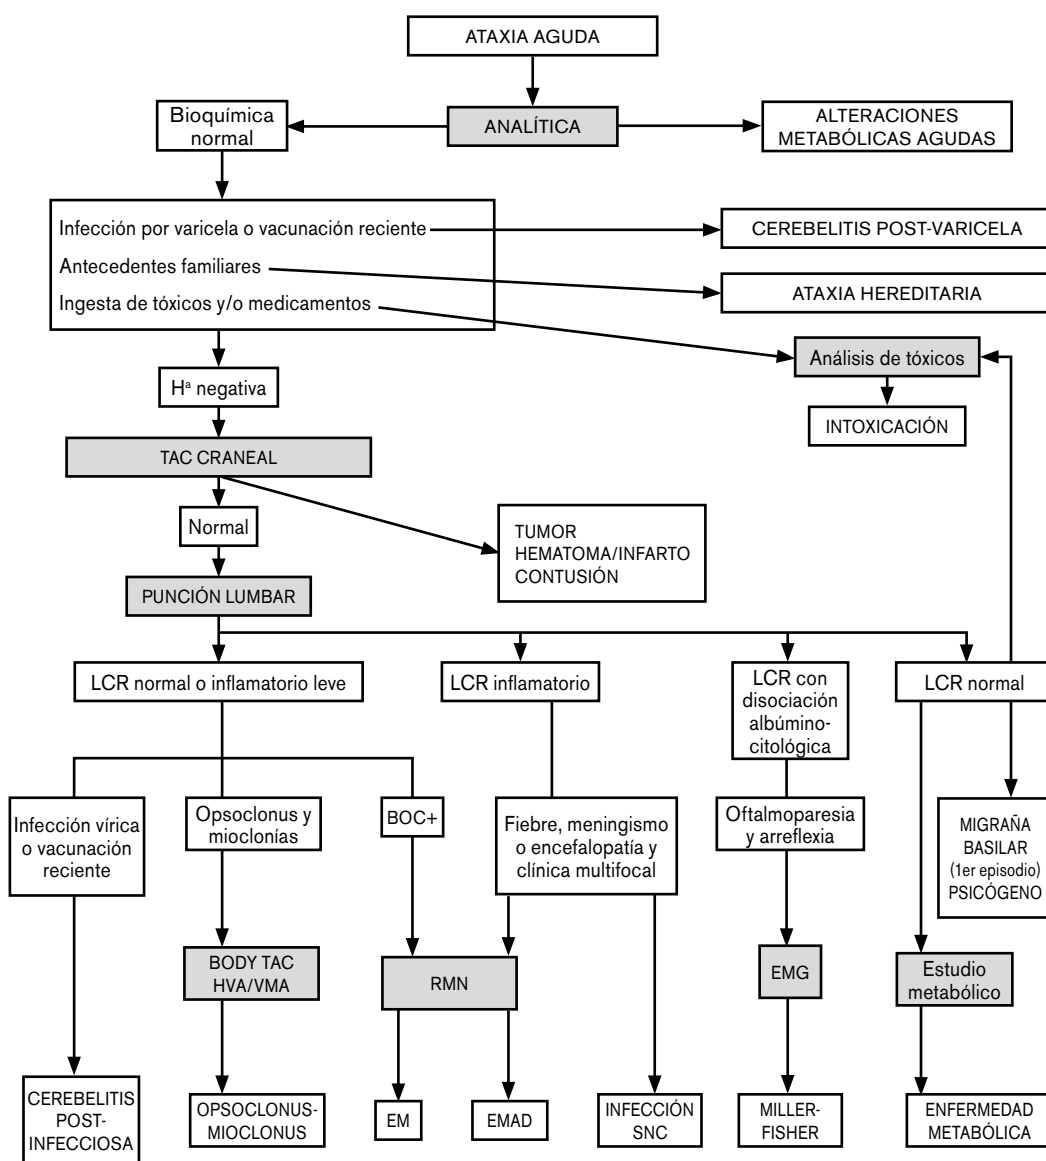 ATAXIA AGUDA
Bioquímica
normal
ANALÍTICA
ALTERACIONES
METABÓLICAS AGUDAS
Infección por varicela o vacunación reciente
Antecedentes familiares
Ingesta de tóxicos y/o medicamentos
CEREBELITIS POST-VARICELA
ATAXIA HEREDITARIA
Análisis de tóxicos
INTOXICACIÓN
Hª negativa
TAC CRANEAL
Normal
TUMOR
HEMATOMA/INFARTO
CONTUSIÓN
PUNCIÓN LUMBAR
LCR normal o inflamatorio leve
LCR inflamatorio
LCR con
disociación
albúmino-
citológica
LCR normal
Infección vírica
o vacunación
reciente
Opsoclonus y
mioclonías
BOC+
Fiebre, meningismo
o encefalopatía y
clínica multifocal
Oftalmoparesia
y arreflexia
MIGRAÑA
BASILAR
(1er episodio)
PSICÓGENO
BODY TAC
HVA/VMA
RMN
EMG
Estudio
metabólico
CEREBELITIS
POST-
INFECCIOSA
OPSOCLONUS-
MIOCLONUS
EM
EMAD
INFECCIÓN
SNC
MILLER-
FISHER
ENFERMEDAD
METABÓLICA